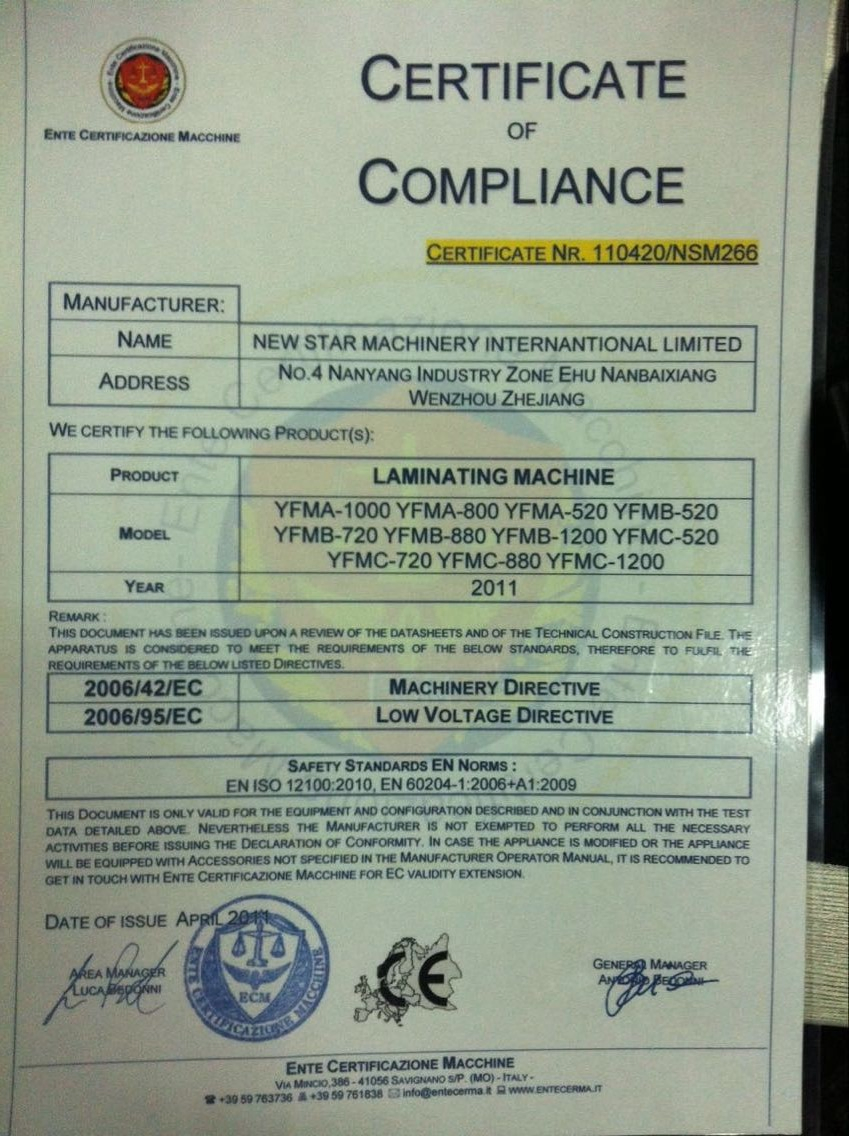 ENTE CERTIFICAZIONE MACCHINE
CERTIFICATE
OF
COMPLIANCE
CERTIFICATE NR. 110420/NSM266
MANUFACTURER:
NAME NEW STAR MACHINERY INTERNANTIONAL LIMITED
ADDRESS NO.4 NANYANG INDUSTRY ZONE EHU NANBAIXIANG
WENZHOU ZHEJIANG
WE CERTIFY THE FOLLOWING PRODUCT(S):
PRODUCT LAMINATING MACHINE
MODEL YFMA-1000 YFMA-800 YFMA-520 YFMB-520
YFMB-720 YFMB-880 YFMB-1200 YFMC-520
YFMC-720 YFMC-880 YFMC-1200
YEAR 2011
REMARK :
THIS DOCUMENT HAS BEEN ISSUED UPON A REVIEW OF THE DATASHEETS AND OF THE TECHNICAL CONSTRUCTION FILE. THE
APPARATUS IS CONSIDERED TO MEET THE REQUIREMENTS OF THE BELOW STANDARDS, THEREFORE TO FULFIL THE
REQUIREMENTS OF THE BELOW LISTED DIRECTIVES.
2006/42/EC MACHINERY DIRECTIVE
2006/95/EC LOW VOLTAGE DIRECTIVE
SAFETY STANDARDS EN NORMS :
EN ISO 12100:2010, EN 60204-1:2006+A1:2009
THIS DOCUMENT IS ONLY VALID FOR THE EQUIPMENT AND CONFIGURATION DESCRIBED AND IN CONJUNCTION WITH THE TEST
DATA DETAILED ABOVE. NEVERTHELESS THE MANUFACTURER IS NOT EXEMPTED TO PERFORM ALL THE NECESSARY
ACTIVITIES BEFORE ISSUING THE DECLARATION OF CONFORMITY. IN CASE THE APPLIANCE IS MODIFIED OR THE APPLIANCE
WILL BE EQUIPPED WITH ACCESSORIES NOT SPECIFIED IN THE MANUFACTURER OPERATOR MANUAL, IT IS RECOMMENDED TO
GET IN TOUCH WITH ENTE CERTIFICAZIONE MACCHINE FOR EC VALIDITY EXTENSION.
DATE OF ISSUE APRIL 2011
AREA MANAGER
LUCA BEDONNI
ENTE CERTIFICAZIONE MACCHINE
ECM
CE
GENERAL MANAGER
ANTONIO BEDONNI
ENTE CERTIFICAZIONE MACCHINE
VIA MINCIO,386 - 41056 SAVIGNANO S/P. (MO) - ITALY -
+39 59 763736 +39 59 761638 info@entecerma.it WWW.ENTECERMA.IT